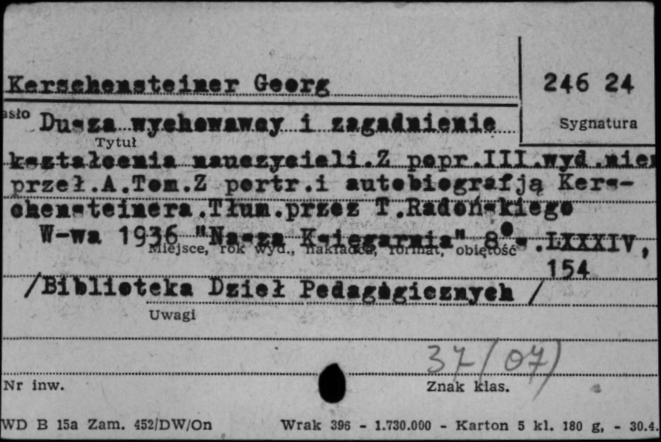 Kerschensteiner Georg
246 24
asło
Dusza wychowawcy i zagadnienie
Sygnatura
Tytuł
kształcenia nauczycieli.Z popr.III.wyd.niem
przeł.A.Tom.Z portr.i autobiografją Kers-
chensteinera.Tłum.przez T.Radońskiego
W-wa 1936 "Nasza Księgarnia" 8° s.LXXXIV,
Miejsce, rok wyd., nakładca, format, objętość
154
/Biblioteka Dzieł Pedagogicznych /
Uwagi
37/07)
Nr inw.
Znak klas.
WD B 15a Zam. 452/DW/On Wrak 396 - 1.730.000 - Karton 5 kl. 180 g, - 30.4.